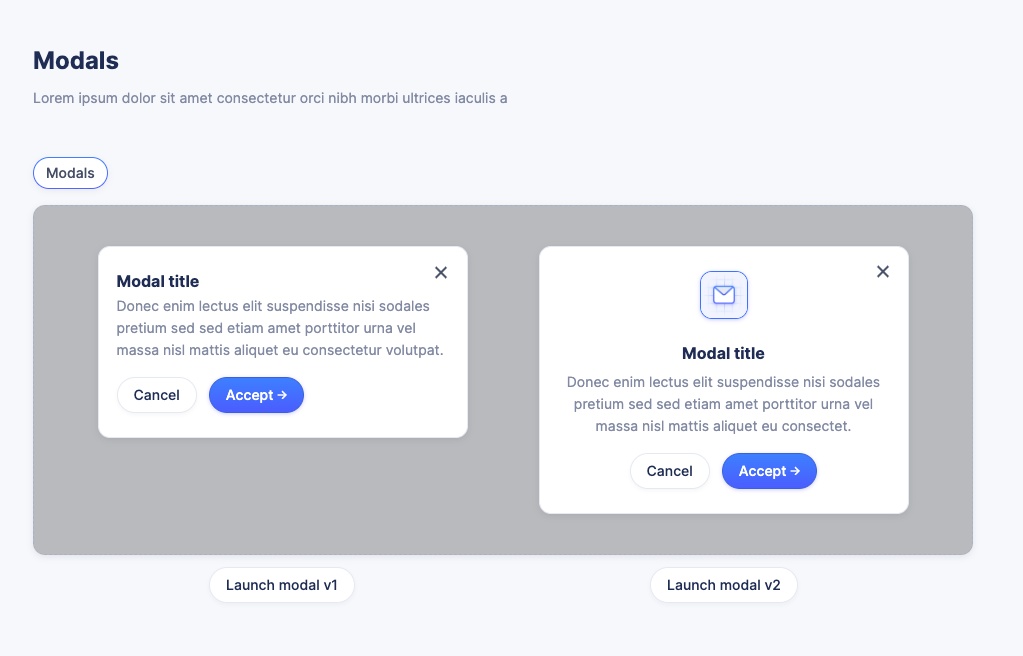 Modals
Lorem ipsum dolor sit amet consectetur orci nibh morbi ultrices iaculis a
Modals
Modal title
Donec enim lectus elit suspendisse nisi sodales
pretium sed sed etiam amet porttitor urna vel
massa nisl mattis aliquet eu consectetur volutpat.
Cancel
Accept →
Modal title
Donec enim lectus elit suspendisse nisi sodales
pretium sed sed etiam amet porttitor urna vel
massa nisl mattis aliquet eu consectet.
Cancel
Accept →
Launch modal v1
Launch modal v2